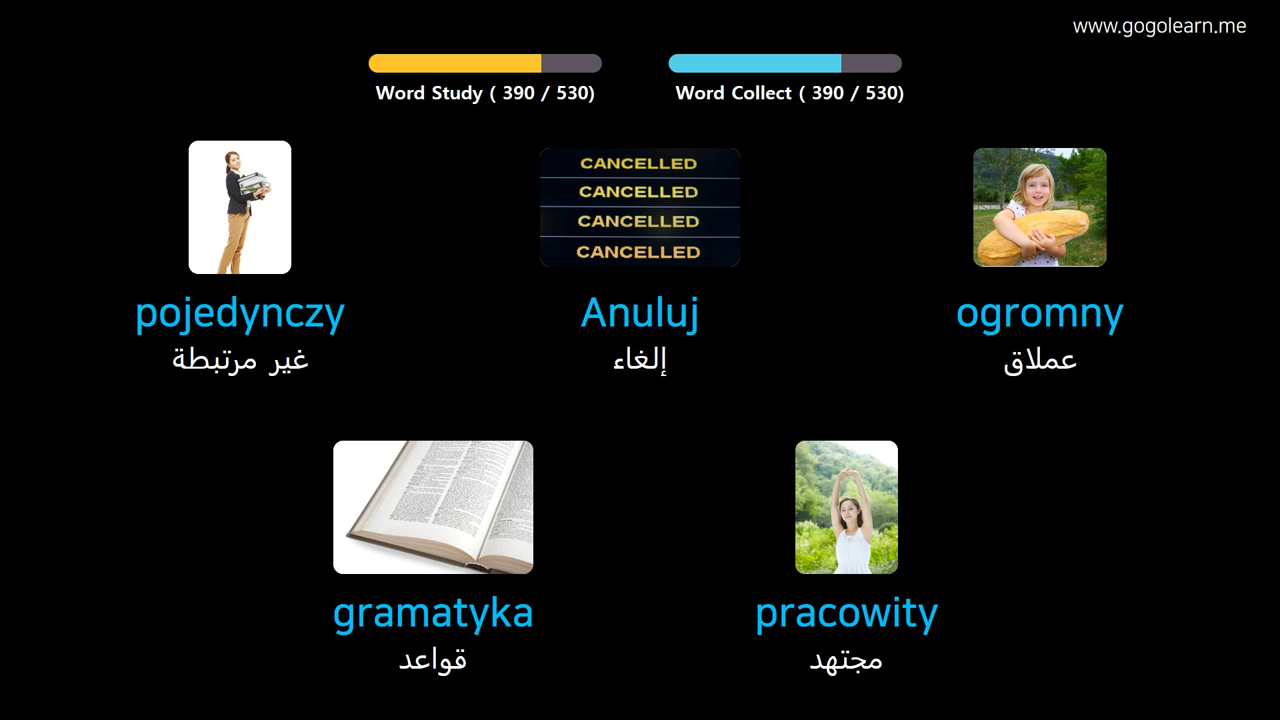 www.gogolearn.me
Word Study ( 390 / 530)
Word Collect ( 390 / 530)
CANCELLED
CANCELLED
CANCELLED
CANCELLED
pojedynczy
غير مرتبطة
Anuluj
إلغاء
ogromny
عملاق
gramatyka
قواعد
pracowity
مجتهد